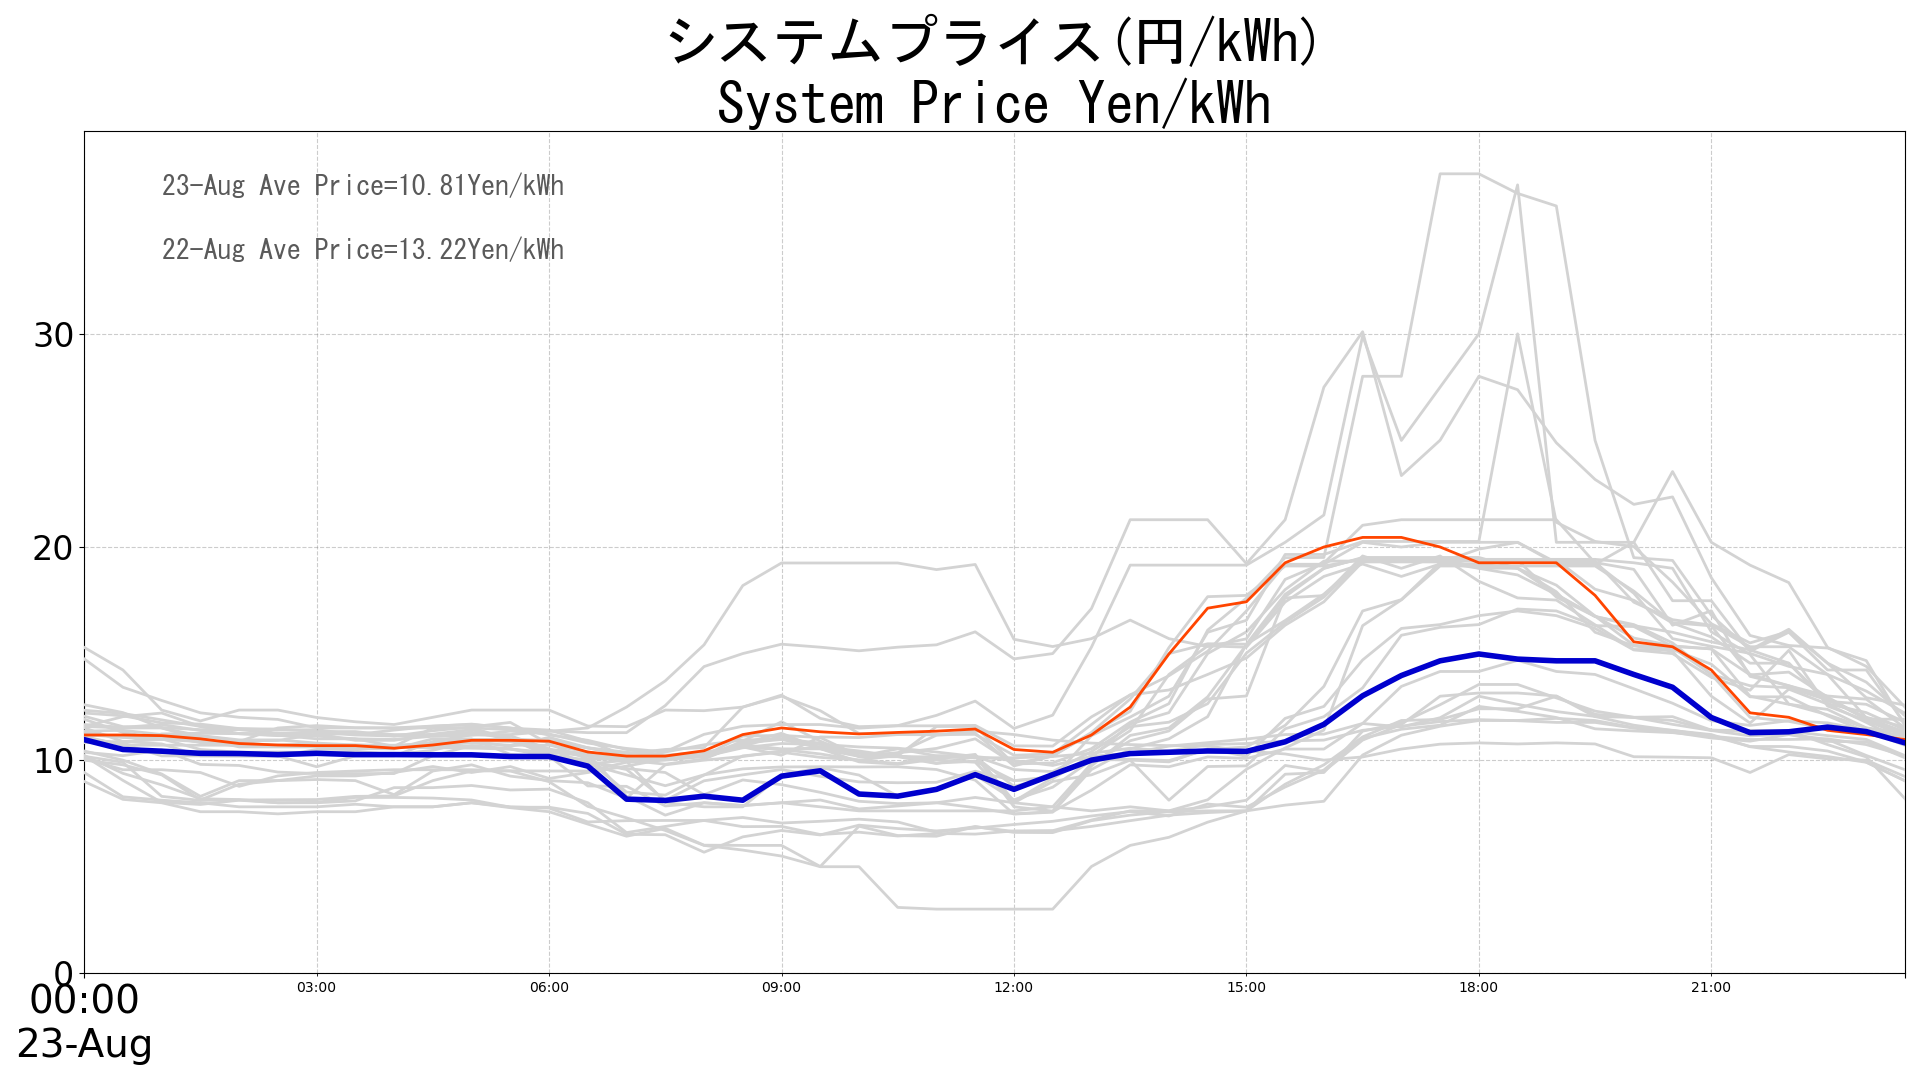 システムプライス(円/kWh)
System Price Yen/kWh
23-Aug Ave Price=10.81Yen/kWh
22-Aug Ave Price=13.22Yen/kWh
30
20
10
0
00:00 03:00 06:00 09:00 12:00 15:00 18:00 21:00
23-Aug